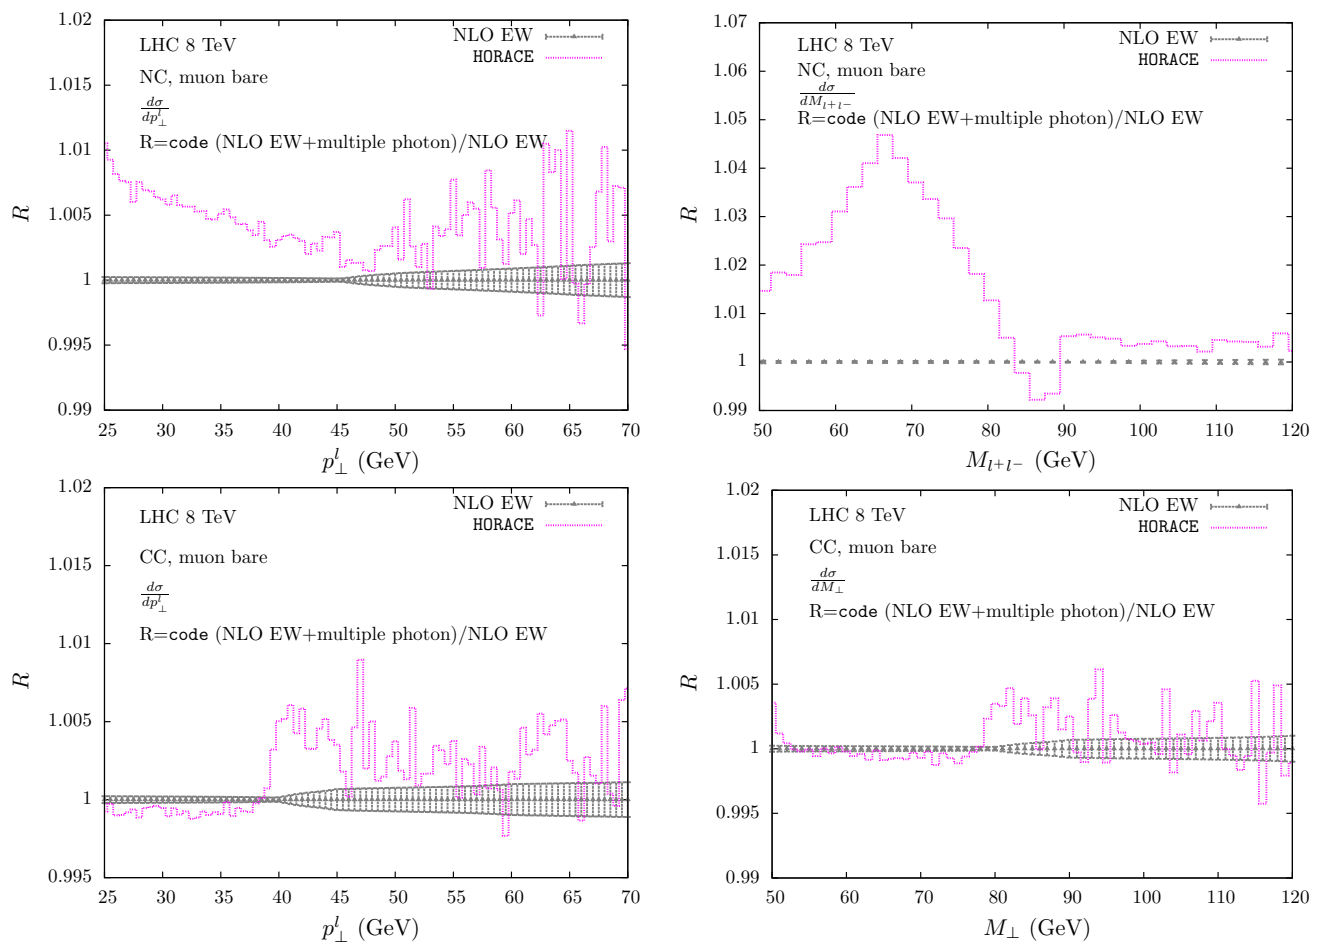 1.02
1.015
1.01
1.005
1
0.995
0.99
R
LHC 8 TeV
NC, muon bare
dσ
dp^l_⊥
R=code (NLO EW+multiple photon)/NLO EW
NLO EW
HORACE
25 30 35 40 45 50 55 60 65 70
p^l_⊥ (GeV)
1.07
1.06
1.05
1.04
1.03
1.02
1.01
1
0.99
R
LHC 8 TeV
NC, muon bare
dσ
dM_{l+l−}
R=code (NLO EW+multiple photon)/NLO EW
NLO EW
HORACE
50 60 70 80 90 100 110 120
M_{l+l−} (GeV)
1.02
1.015
1.01
1.005
1
0.995
R
LHC 8 TeV
CC, muon bare
dσ
dp^l_⊥
R=code (NLO EW+multiple photon)/NLO EW
NLO EW
HORACE
25 30 35 40 45 50 55 60 65 70
p^l_⊥ (GeV)
1.02
1.015
1.01
1.005
1
0.995
0.99
R
LHC 8 TeV
CC, muon bare
dσ
dM_⊥
R=code (NLO EW+multiple photon)/NLO EW
NLO EW
HORACE
50 60 70 80 90 100 110 120
M_⊥ (GeV)